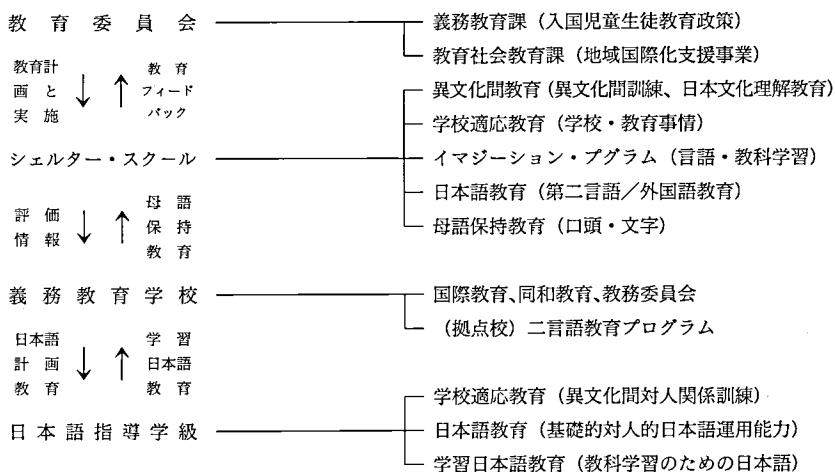 教育委員会
義務教育課（入国児童生徒教育政策）
教育社会教育課（地域国際化支援事業）
教育計
画と
実施
教育
フィード
バック
異文化間教育（異文化間訓練、日本文化理解教育）
学校適応教育（学校・教育事情）
シェルター・スクール
イマジーション・プグラム（言語・教科学習）
日本語教育（第二言語／外国語教育）
母語保持教育（口頭・文字）
評価
情報
母語
保持
教育
義務教育学校
国際教育、同和教育、教務委員会
（拠点校）二言語教育プログラム
日本語
計画
教育
学習
日本語
教育
学校適応教育（異文化間対人関係訓練）
日本語指導学級
日本語教育（基礎的対人的日本語運用能力）
学習日本語教育（教科学習のための日本語）